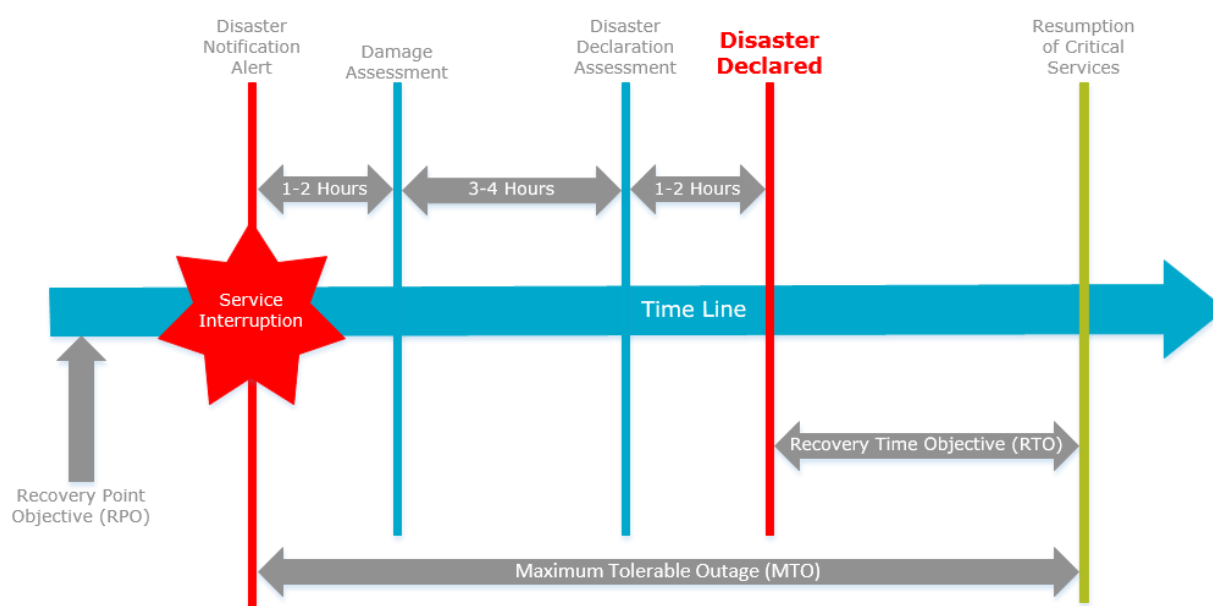 Disaster
Notification
Alert
Damage
Assessment
Disaster
Declaration
Assessment
Disaster
Declared
Resumption
of Critical
Services
1-2 Hours
3-4 Hours
1-2 Hours
Service
Interruption
Time Line
Recovery Time Objective (RTO)
Recovery Point
Objective (RPO)
Maximum Tolerable Outage (MTO)